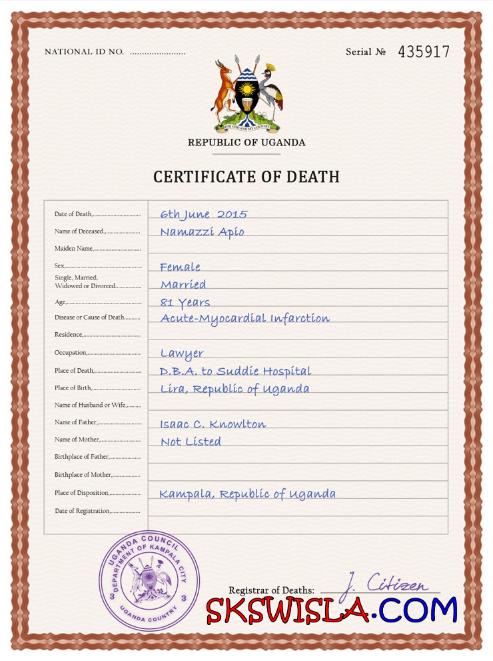 NATIONAL ID NO. ........................
Serial № 435917
REPUBLIC OF UGANDA
CERTIFICATE OF DEATH
Date of Death,........................ 6th June 2015
Name of Deceased,................... Namazzi Apio
Maiden Name,........................
Sex,........................ Female
Single, Married,
Widowed or Divorced................... Married
Age,........................ 81 Years
Disease or Cause of Death.......... Acute-Myocardial Infarction
Residence,........................
Occupation,........................ Lawyer
Place of Death,........................ D.B.A. to Suddie Hospital
Place of Birth,........................ Lira, Republic of Uganda
Name of Husband or Wife,........
Name of Father,................... Isaac C. Knowlton
Name of Mother,................... Not Listed
Birthplace of Father,...............
Birthplace of Mother,...............
Place of Disposition,............... Kampala, Republic of Uganda
Date of Registration,...............
UGANDA COUNCIL
DEPARTMENT OF KAMPALA CITY
UGANDA COUNTRY
Registrar of Deaths: J. Citizen
SKSWISLA.COM